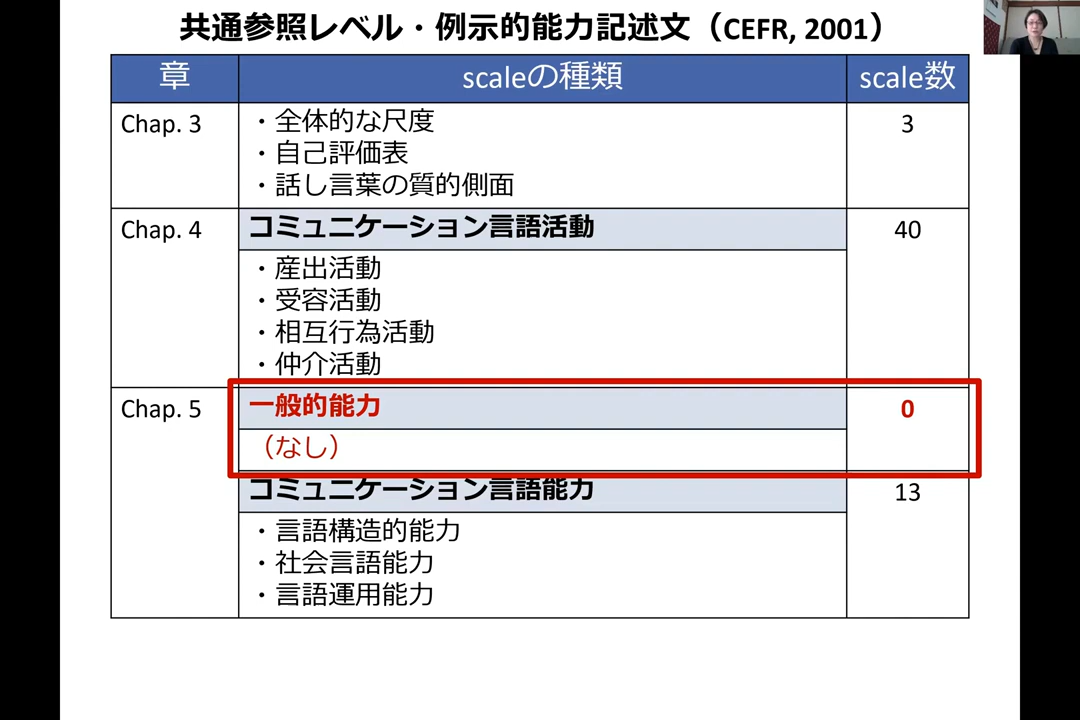 共通参照レベル・例示的能力記述文（CEFR, 2001）
章
scaleの種類
scale数
Chap. 3
・全体的な尺度
・自己評価表
・話し言葉の質的側面
3
Chap. 4
コミュニケーション言語活動
・産出活動
・受容活動
・相互行為活動
・仲介活動
40
Chap. 5
一般的能力
（なし）
0
コミュニケーション言語能力
・言語構造的能力
・社会言語能力
・言語運用能力
13